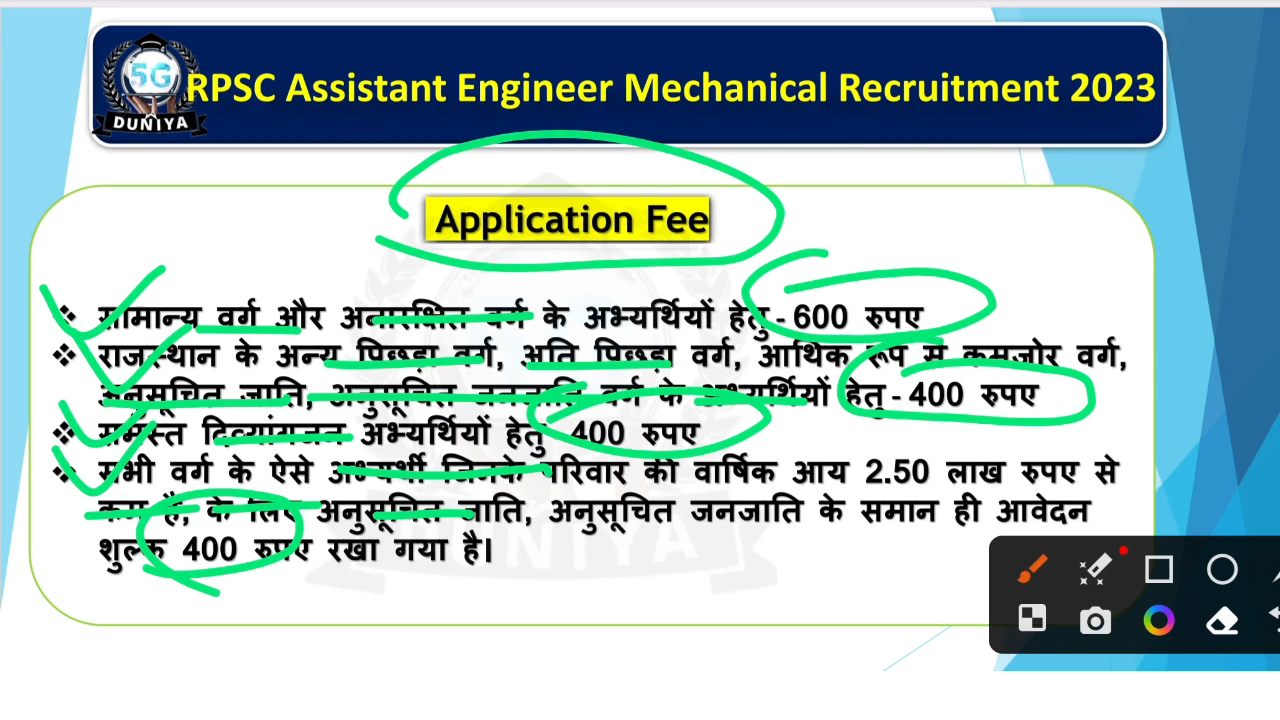 5G
DUNIYA
RPSC Assistant Engineer Mechanical Recruitment 2023
Application Fee
❖ सामान्य वर्ग और अनारक्षित वर्ग के अभ्यर्थियों हेतु - 600 रुपए
❖ राजस्थान के अन्य पिछड़ा वर्ग, अति पिछड़ा वर्ग, आर्थिक रूप से कमजोर वर्ग,
अनुसूचित जाति, अनुसूचित जनजाति वर्ग के अभ्यर्थियों हेतु - 400 रुपए
❖ समस्त दिव्यांगजन अभ्यर्थियों हेतु - 400 रुपए
❖ सभी वर्ग के ऐसे अभ्यर्थी जिनके परिवार की वार्षिक आय 2.50 लाख रुपए से
कम है, के लिए अनुसूचित जाति, अनुसूचित जनजाति के समान ही आवेदन
शुल्क 400 रुपए रखा गया है।
DUNIYA